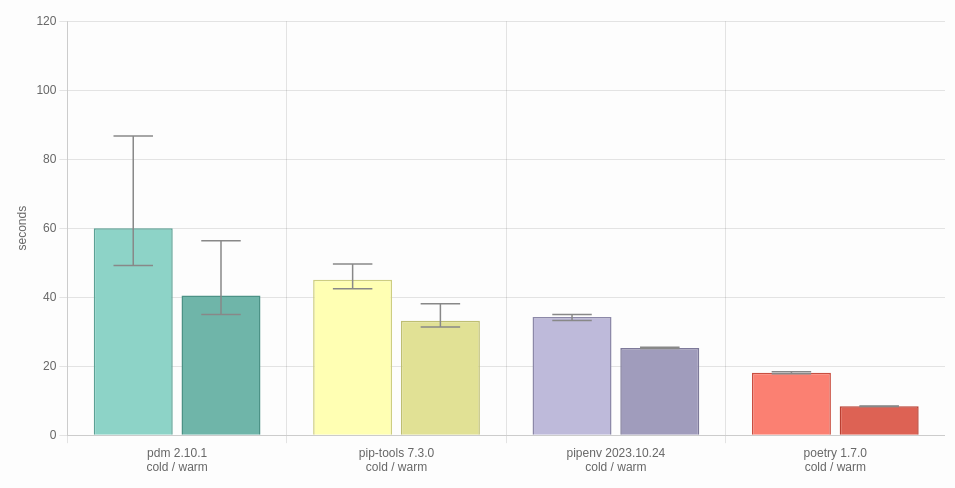 120
100
80
60
40
20
0
seconds
pdm 2.10.1
cold / warm
pip-tools 7.3.0
cold / warm
pipenv 2023.10.24
cold / warm
poetry 1.7.0
cold / warm